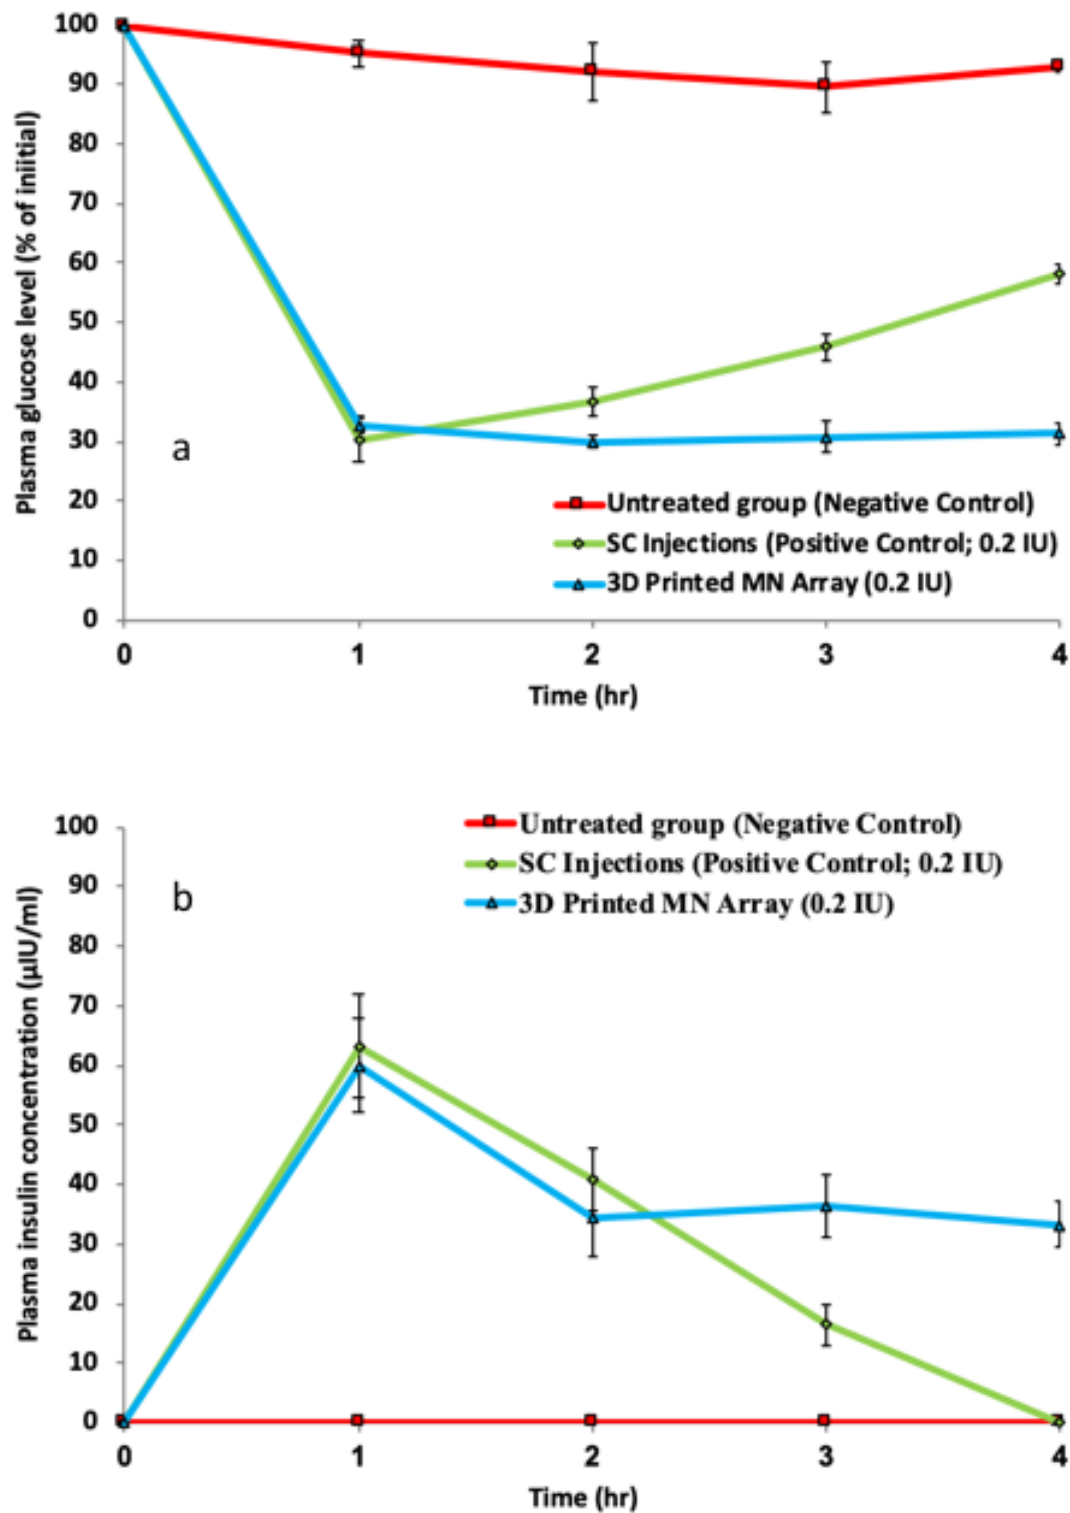 100
90
80
70
60
50
40
30
20
10
0
Plasma glucose level (% of iniitial)
a
Untreated group (Negative Control)
SC Injections (Positive Control; 0.2 IU)
3D Printed MN Array (0.2 IU)
0 1 2 3 4
Time (hr)
100
90
80
70
60
50
40
30
20
10
0
Plasma insulin concentration (µIU/ml)
b
Untreated group (Negative Control)
SC Injections (Positive Control; 0.2 IU)
3D Printed MN Array (0.2 IU)
0 1 2 3 4
Time (hr)